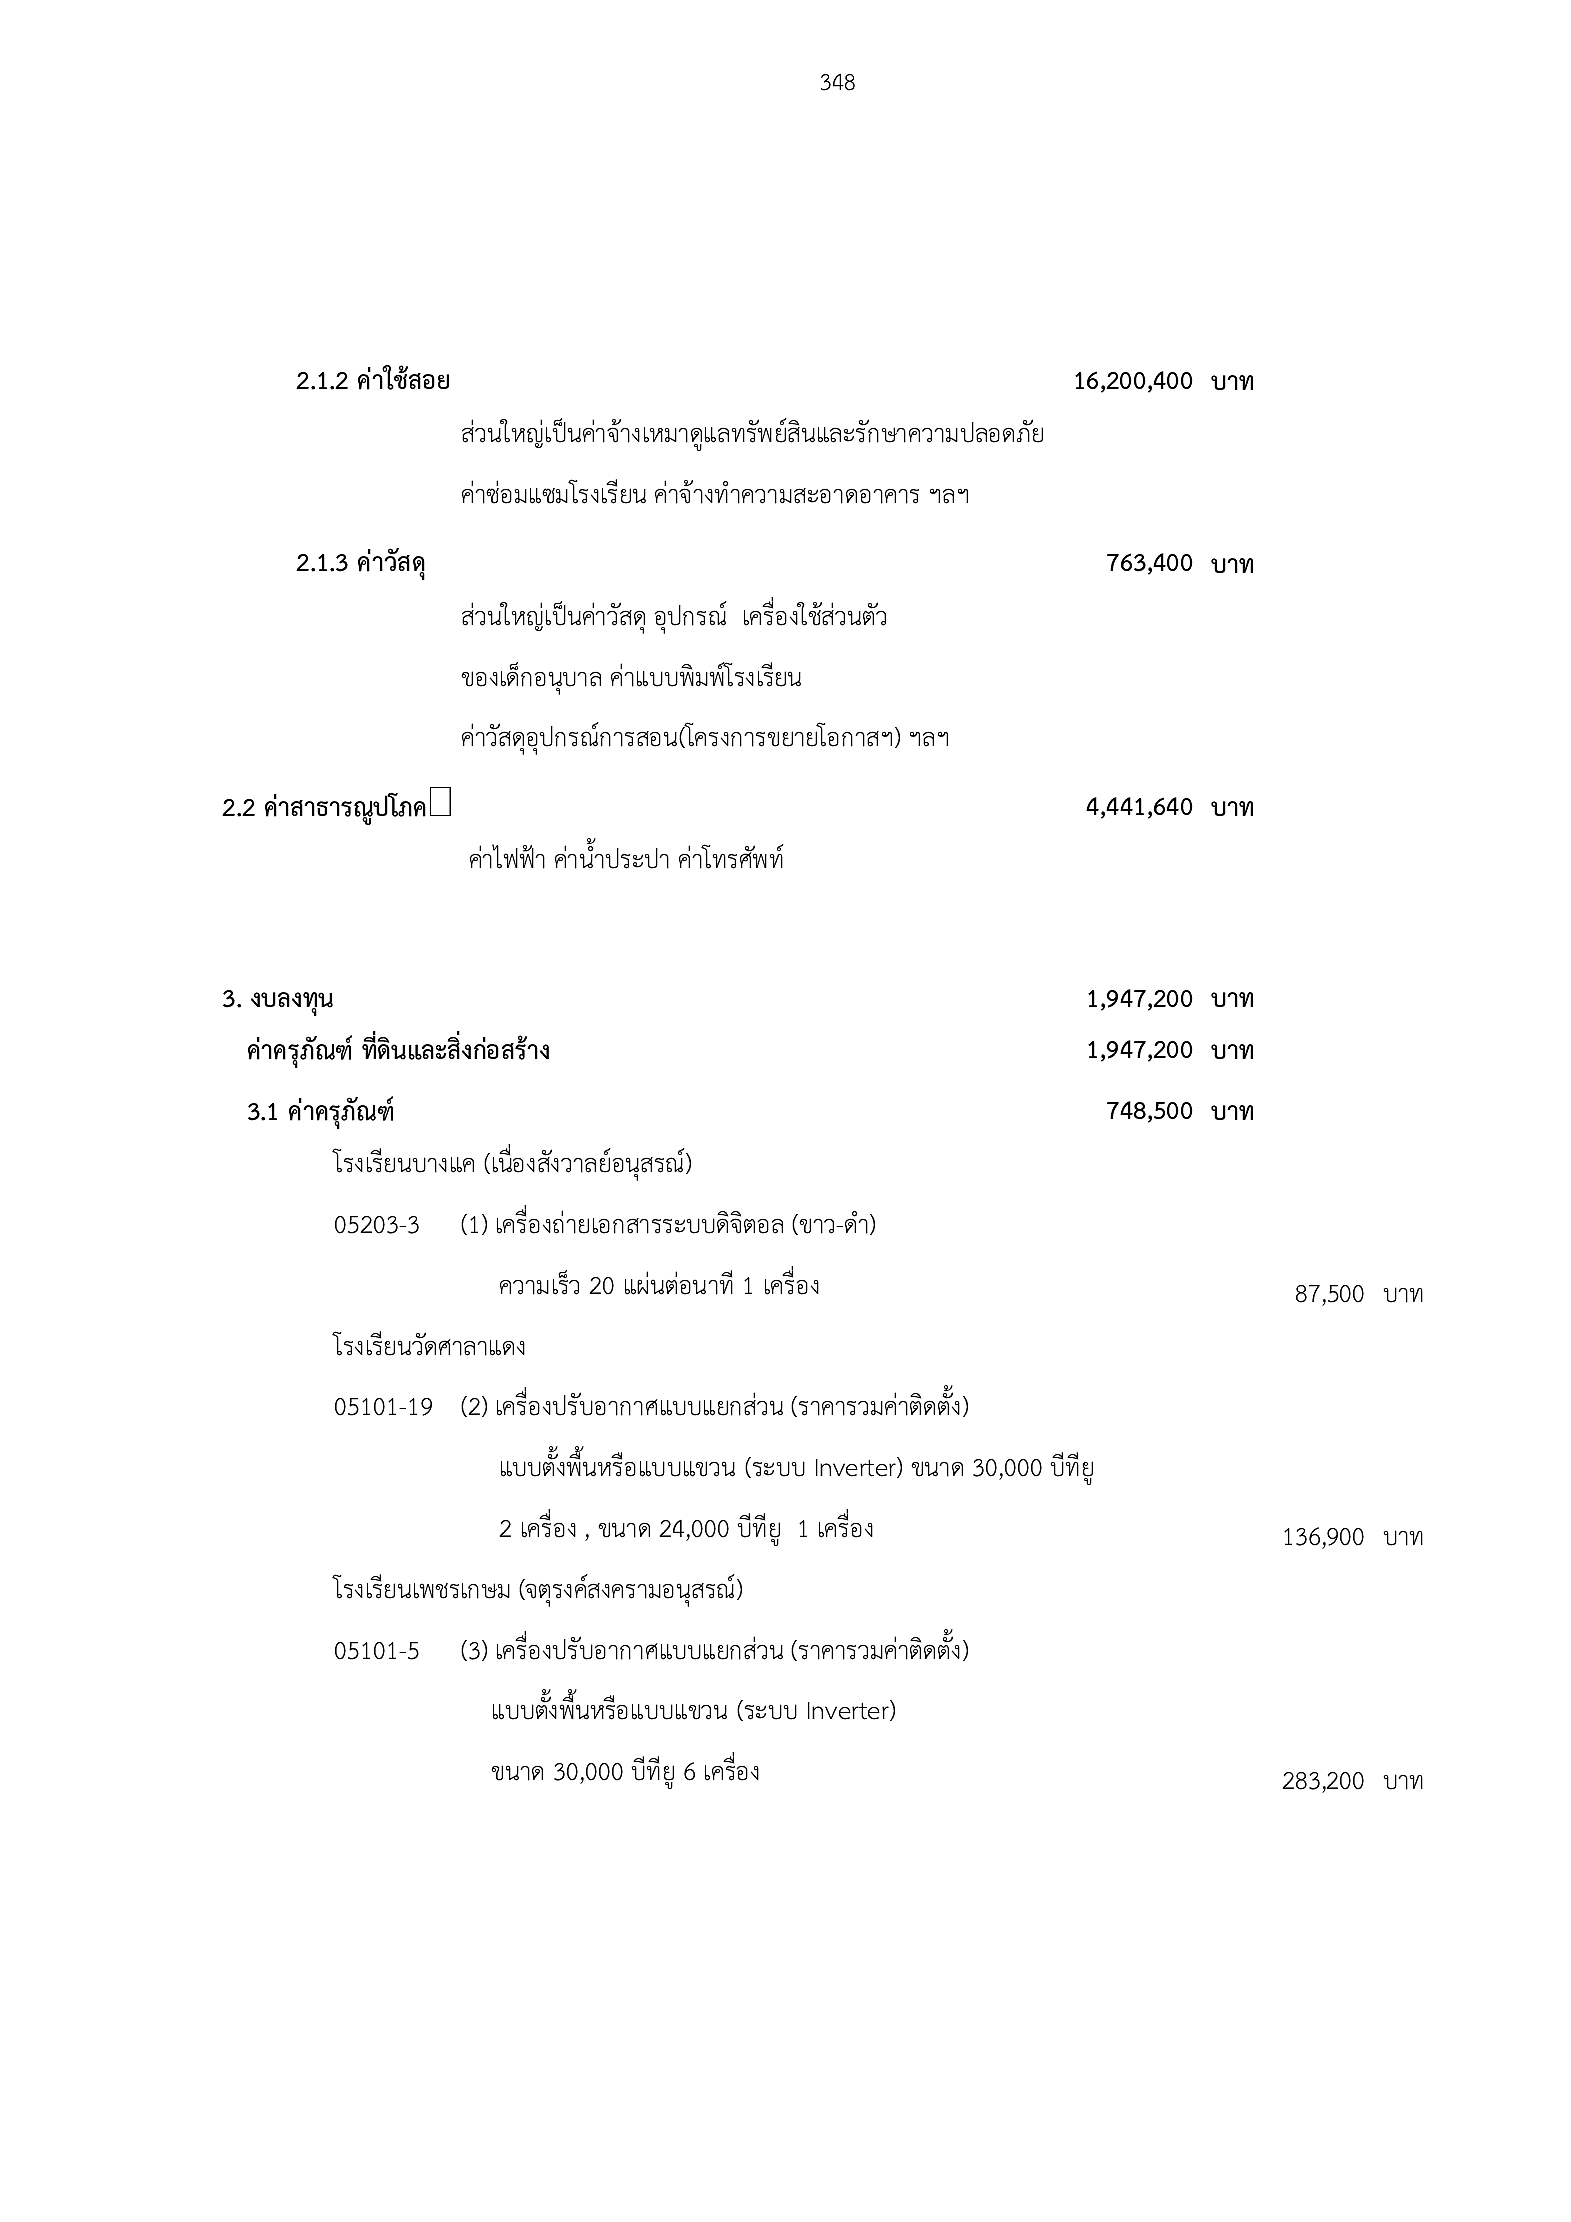 348
2.1.2 ค่าใช้สอย 16,200,400 บาท
ส่วนใหญ่เป็นค่าจ้างเหมาดูแลทรัพย์สินและรักษาความปลอดภัย
ค่าซ่อมแซมโรงเรียน ค่าจ้างทำความสะอาดอาคาร ฯลฯ
2.1.3 ค่าวัสดุ 763,400 บาท
ส่วนใหญ่เป็นค่าวัสดุ อุปกรณ์ เครื่องใช้ส่วนตัว
ของเด็กอนุบาล ค่าแบบพิมพ์โรงเรียน
ค่าวัสดุอุปกรณ์การสอน(โครงการขยายโอกาสฯ) ฯลฯ
2.2 ค่าสาธารณูปโภค 4,441,640 บาท
ค่าไฟฟ้า ค่าน้ำประปา ค่าโทรศัพท์
3. งบลงทุน 1,947,200 บาท
ค่าครุภัณฑ์ ที่ดินและสิ่งก่อสร้าง 1,947,200 บาท
3.1 ค่าครุภัณฑ์ 748,500 บาท
โรงเรียนบางแค (เนื่องสังวาลย์อนุสรณ์)
05203-3 (1) เครื่องถ่ายเอกสารระบบดิจิตอล (ขาว-ดำ)
ความเร็ว 20 แผ่นต่อนาที 1 เครื่อง 87,500 บาท
โรงเรียนวัดศาลาแดง
05101-19 (2) เครื่องปรับอากาศแบบแยกส่วน (ราคารวมค่าติดตั้ง)
แบบตั้งพื้นหรือแบบแขวน (ระบบ Inverter) ขนาด 30,000 บีทียู
2 เครื่อง , ขนาด 24,000 บีทียู 1 เครื่อง 136,900 บาท
โรงเรียนเพชรเกษม (จตุรงค์สงครามอนุสรณ์)
05101-5 (3) เครื่องปรับอากาศแบบแยกส่วน (ราคารวมค่าติดตั้ง)
แบบตั้งพื้นหรือแบบแขวน (ระบบ Inverter)
ขนาด 30,000 บีทียู 6 เครื่อง 283,200 บาท